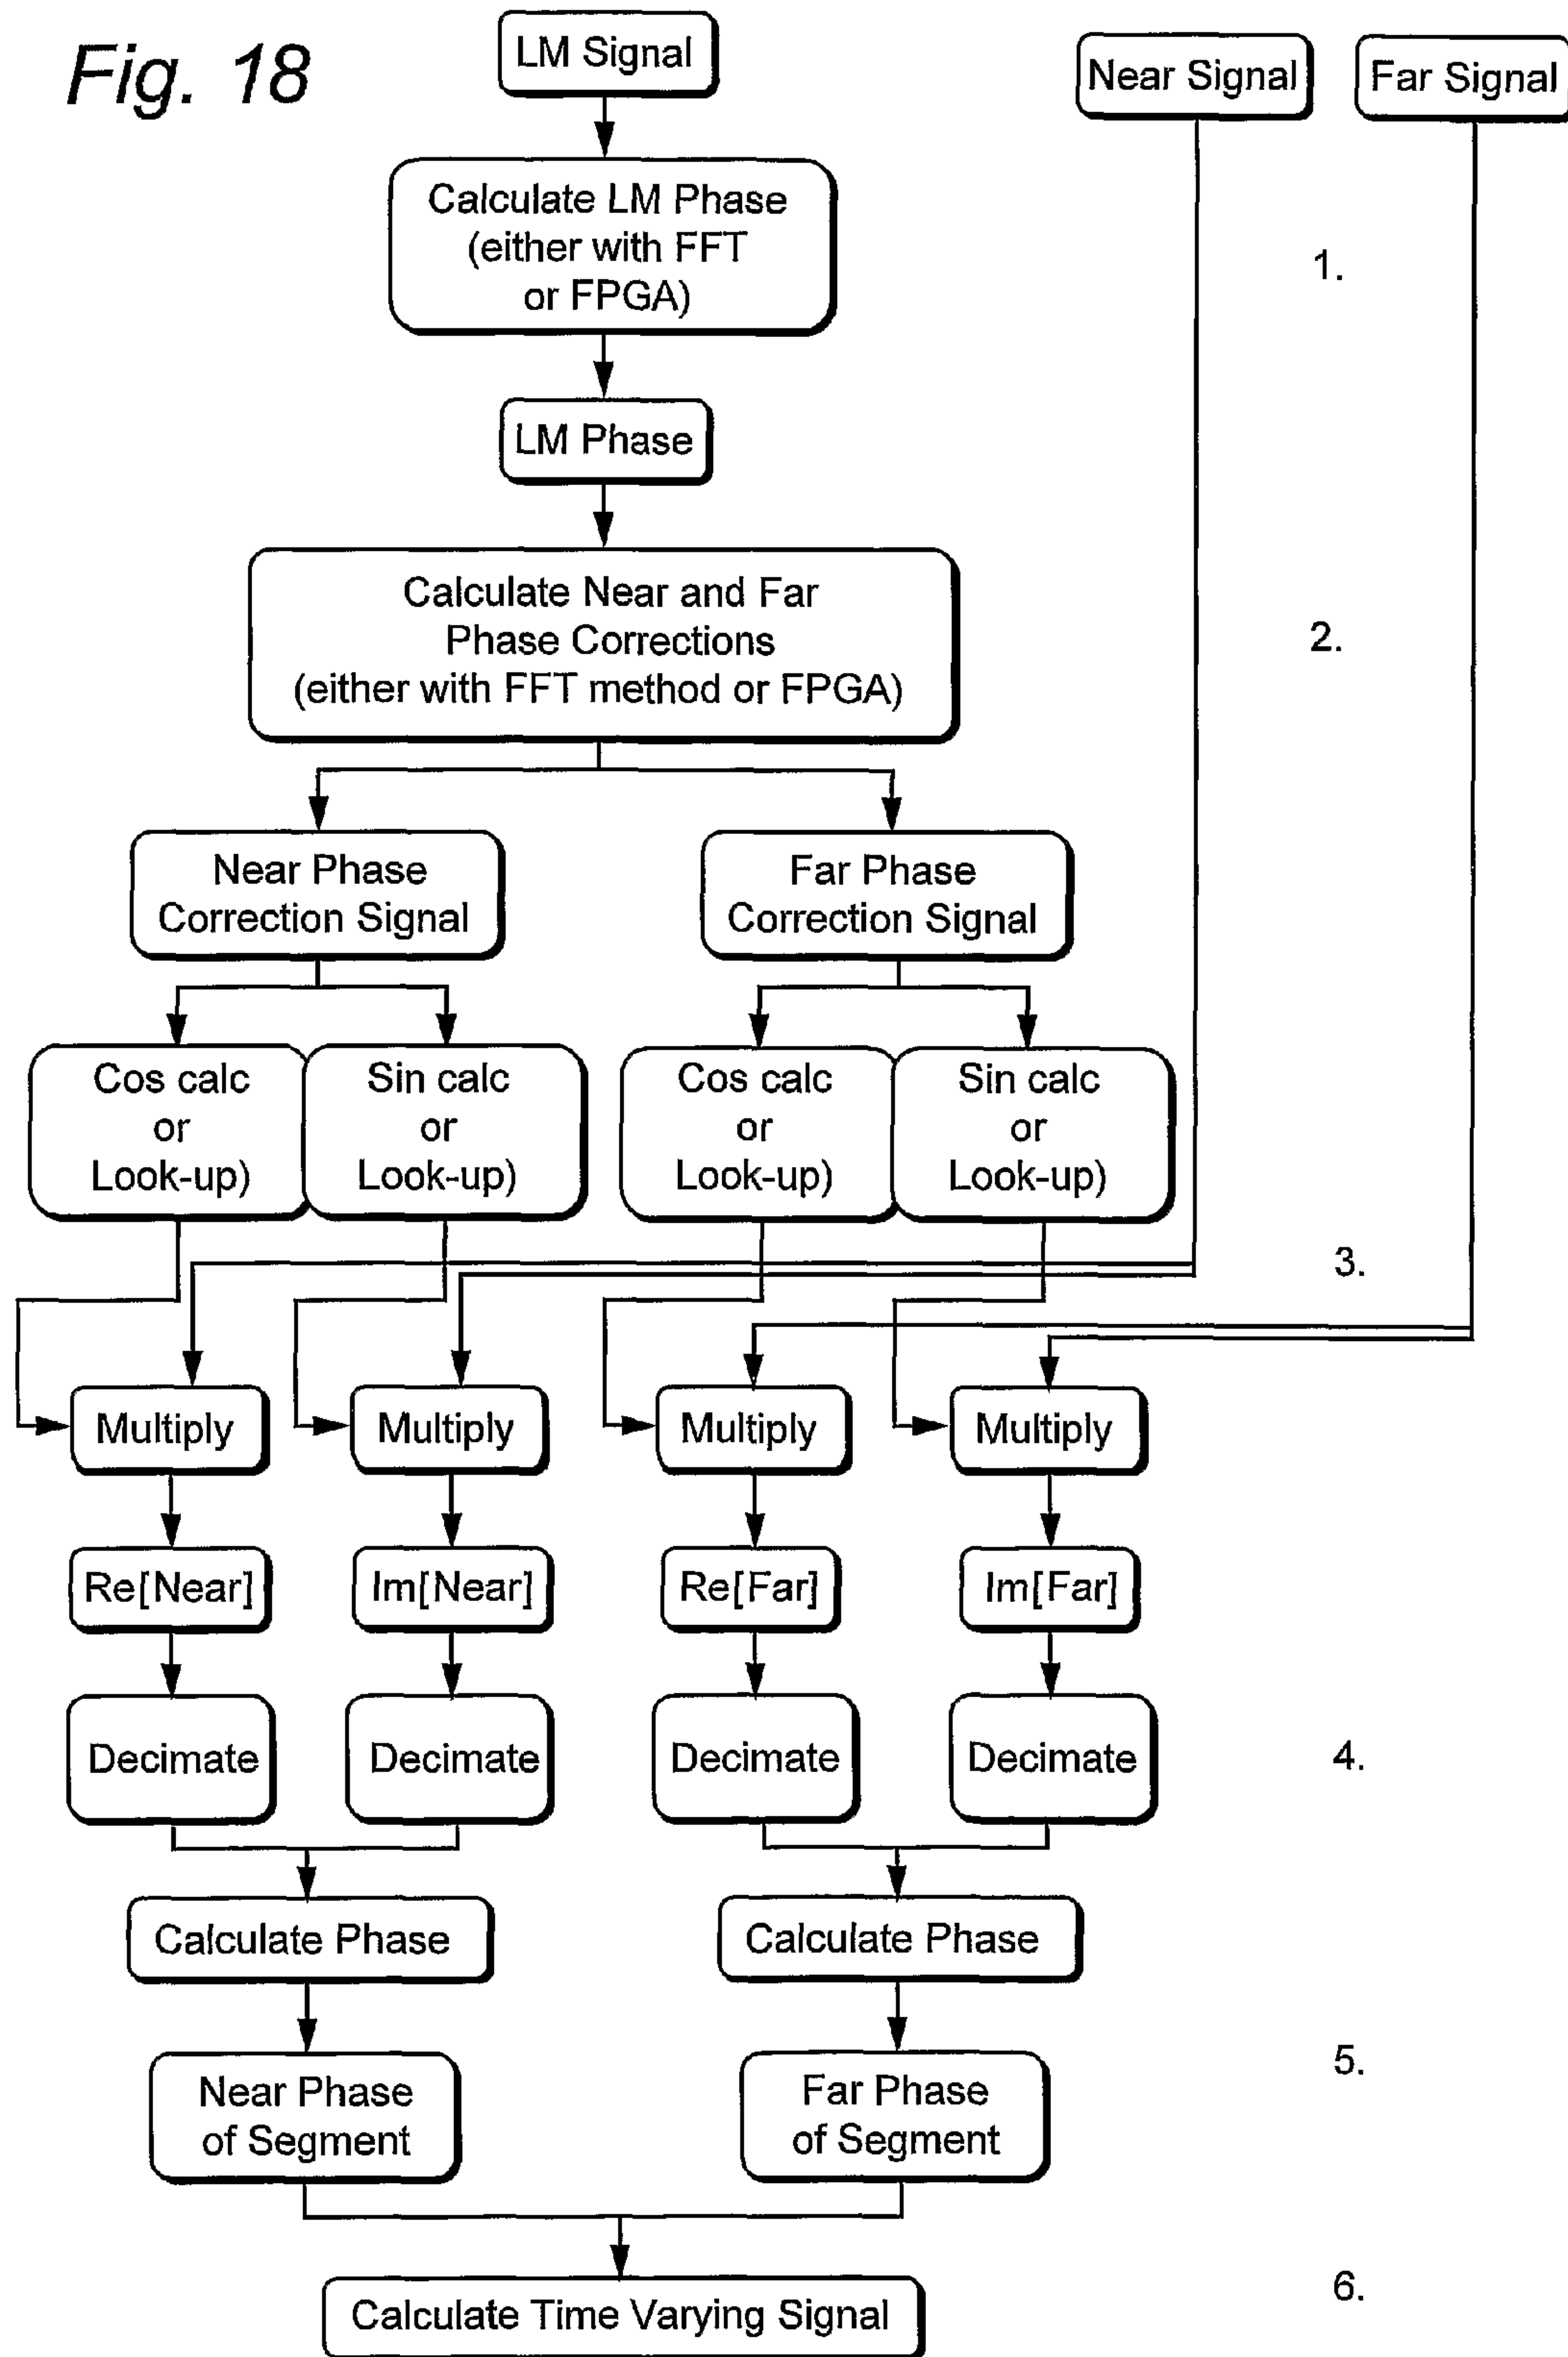 Fig. 18
LM Signal
Near Signal
Far Signal
Calculate LM Phase
(either with FFT
or FPGA)
1.
LM Phase
Calculate Near and Far
Phase Corrections
(either with FFT method or FPGA)
2.
Near Phase
Correction Signal
Far Phase
Correction Signal
Cos calc
or
Look-up)
Sin calc
or
Look-up)
Cos calc
or
Look-up)
Sin calc
or
Look-up)
3.
Multiply
Multiply
Multiply
Multiply
Re[Near]
Im[Near]
Re[Far]
Im[Far]
Decimate
Decimate
Decimate
Decimate
4.
Calculate Phase
Calculate Phase
Near Phase
of Segment
Far Phase
of Segment
5.
Calculate Time Varying Signal
6.